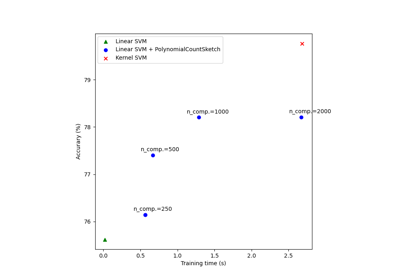 Linear SVM
Linear SVM + PolynomialCountSketch
Kernel SVM
79
n_comp.=1000
n_comp.=2000
78
n_comp.=500
77
n_comp.=250
76
Accurary (%)
0.0 0.5 1.0 1.5 2.0 2.5
Training time (s)